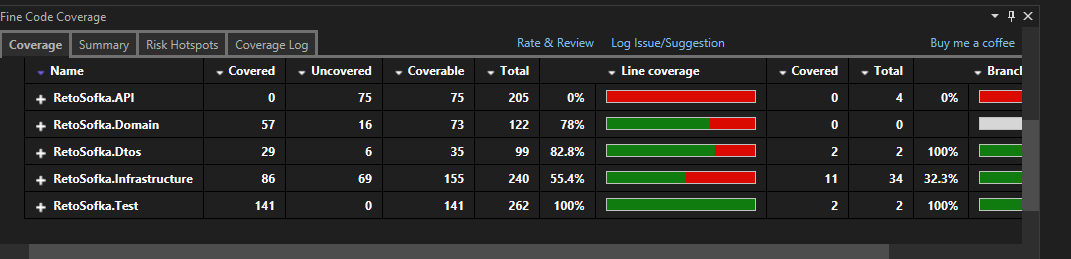 Fine Code Coverage
Coverage Summary Risk Hotspots Coverage Log Rate & Review Log Issue/Suggestion Buy me a coffee
Name Covered Uncovered Coverable Total Line coverage Covered Total Branc
RetoSofka.API 0 75 75 205 0% 0 4 0%
RetoSofka.Domain 57 16 73 122 78% 0 0
RetoSofka.Dtos 29 6 35 99 82.8% 2 2 100%
RetoSofka.Infrastructure 86 69 155 240 55.4% 11 34 32.3%
RetoSofka.Test 141 0 141 262 100% 2 2 100%